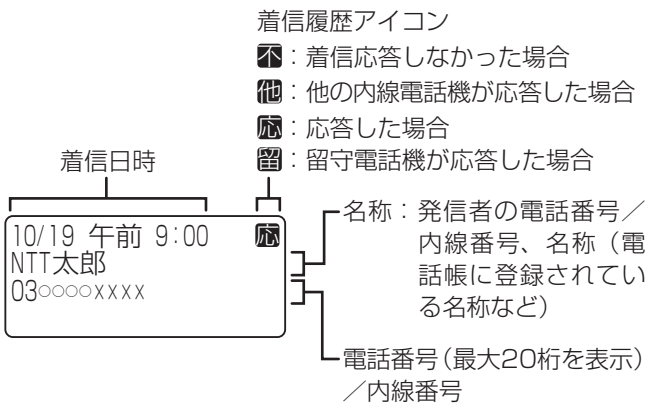 着信履歴アイコン
不：着信応答しなかった場合
他：他の内線電話機が応答した場合
応：応答した場合
留：留守電話機が応答した場合
着信日時
10/19 午前 9:00 応
NTT太郎
03○○○○××××
名称：発信者の電話番号／
内線番号、名称（電
話帳に登録されてい
る名称など）
電話番号（最大20桁を表示）
／内線番号